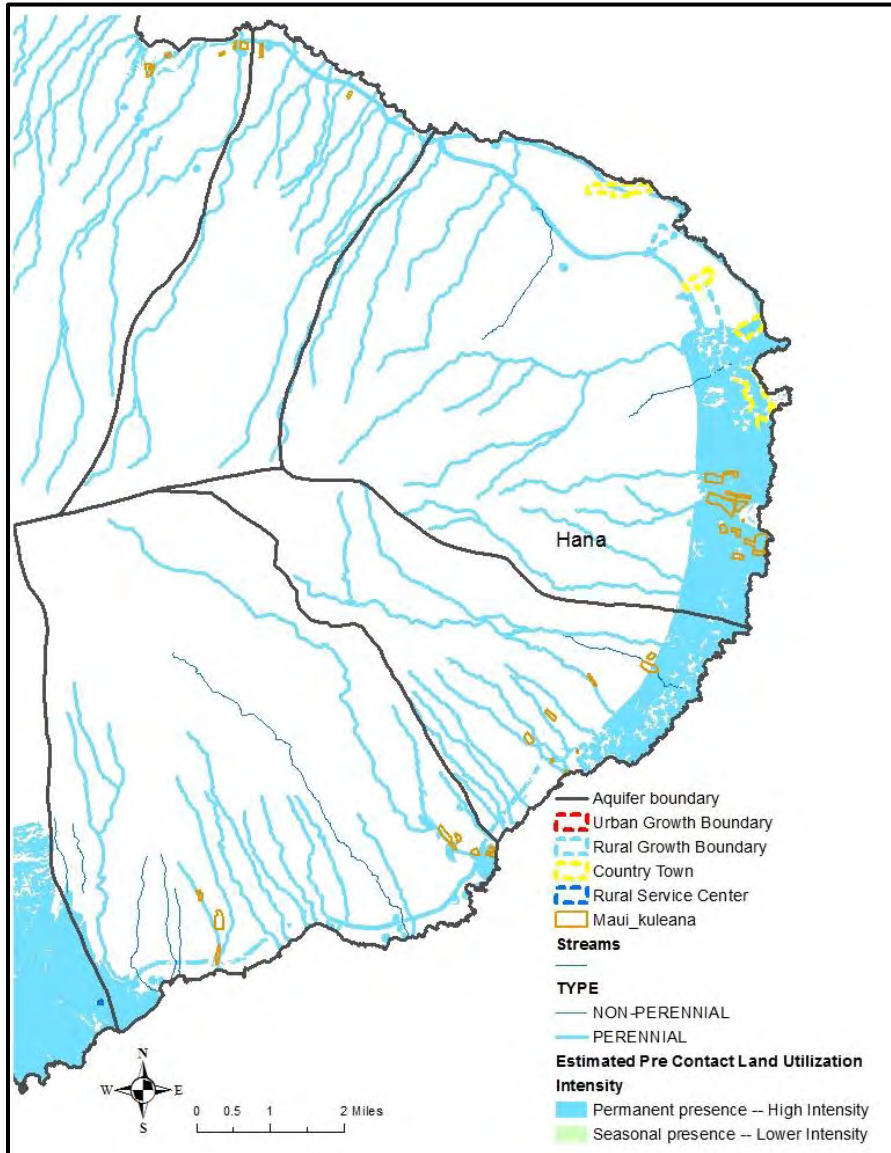 Hana
Aquifer boundary
Urban Growth Boundary
Rural Growth Boundary
Country Town
Rural Service Center
Maui_kuleana
Streams
TYPE
NON-PERENNIAL
PERENNIAL
Estimated Pre Contact Land Utilization
Intensity
Permanent presence -- High Intensity
Seasonal presence -- Lower Intensity
N
W E
S
0 0.5 1 2 Miles